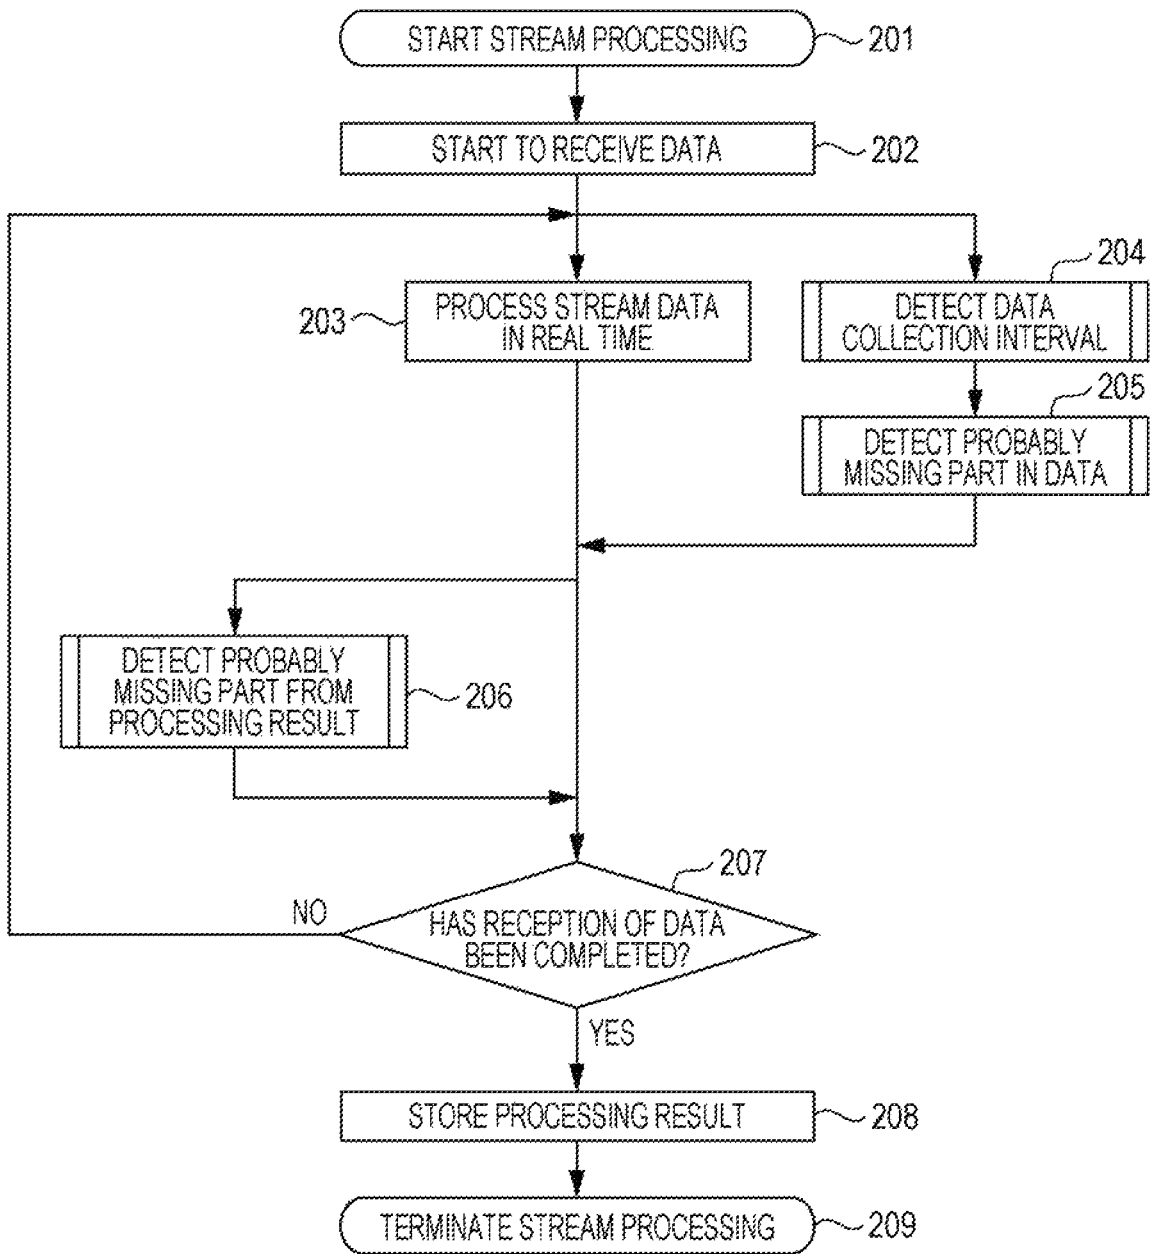 START STREAM PROCESSING
201
START TO RECEIVE DATA
202
204
203
PROCESS STREAM DATA
IN REAL TIME
DETECT DATA
COLLECTION INTERVAL
205
DETECT PROBABLY
MISSING PART IN DATA
DETECT PROBABLY
MISSING PART FROM
PROCESSING RESULT
206
207
NO
HAS RECEPTION OF DATA
BEEN COMPLETED?
YES
STORE PROCESSING RESULT
208
TERMINATE STREAM PROCESSING
209